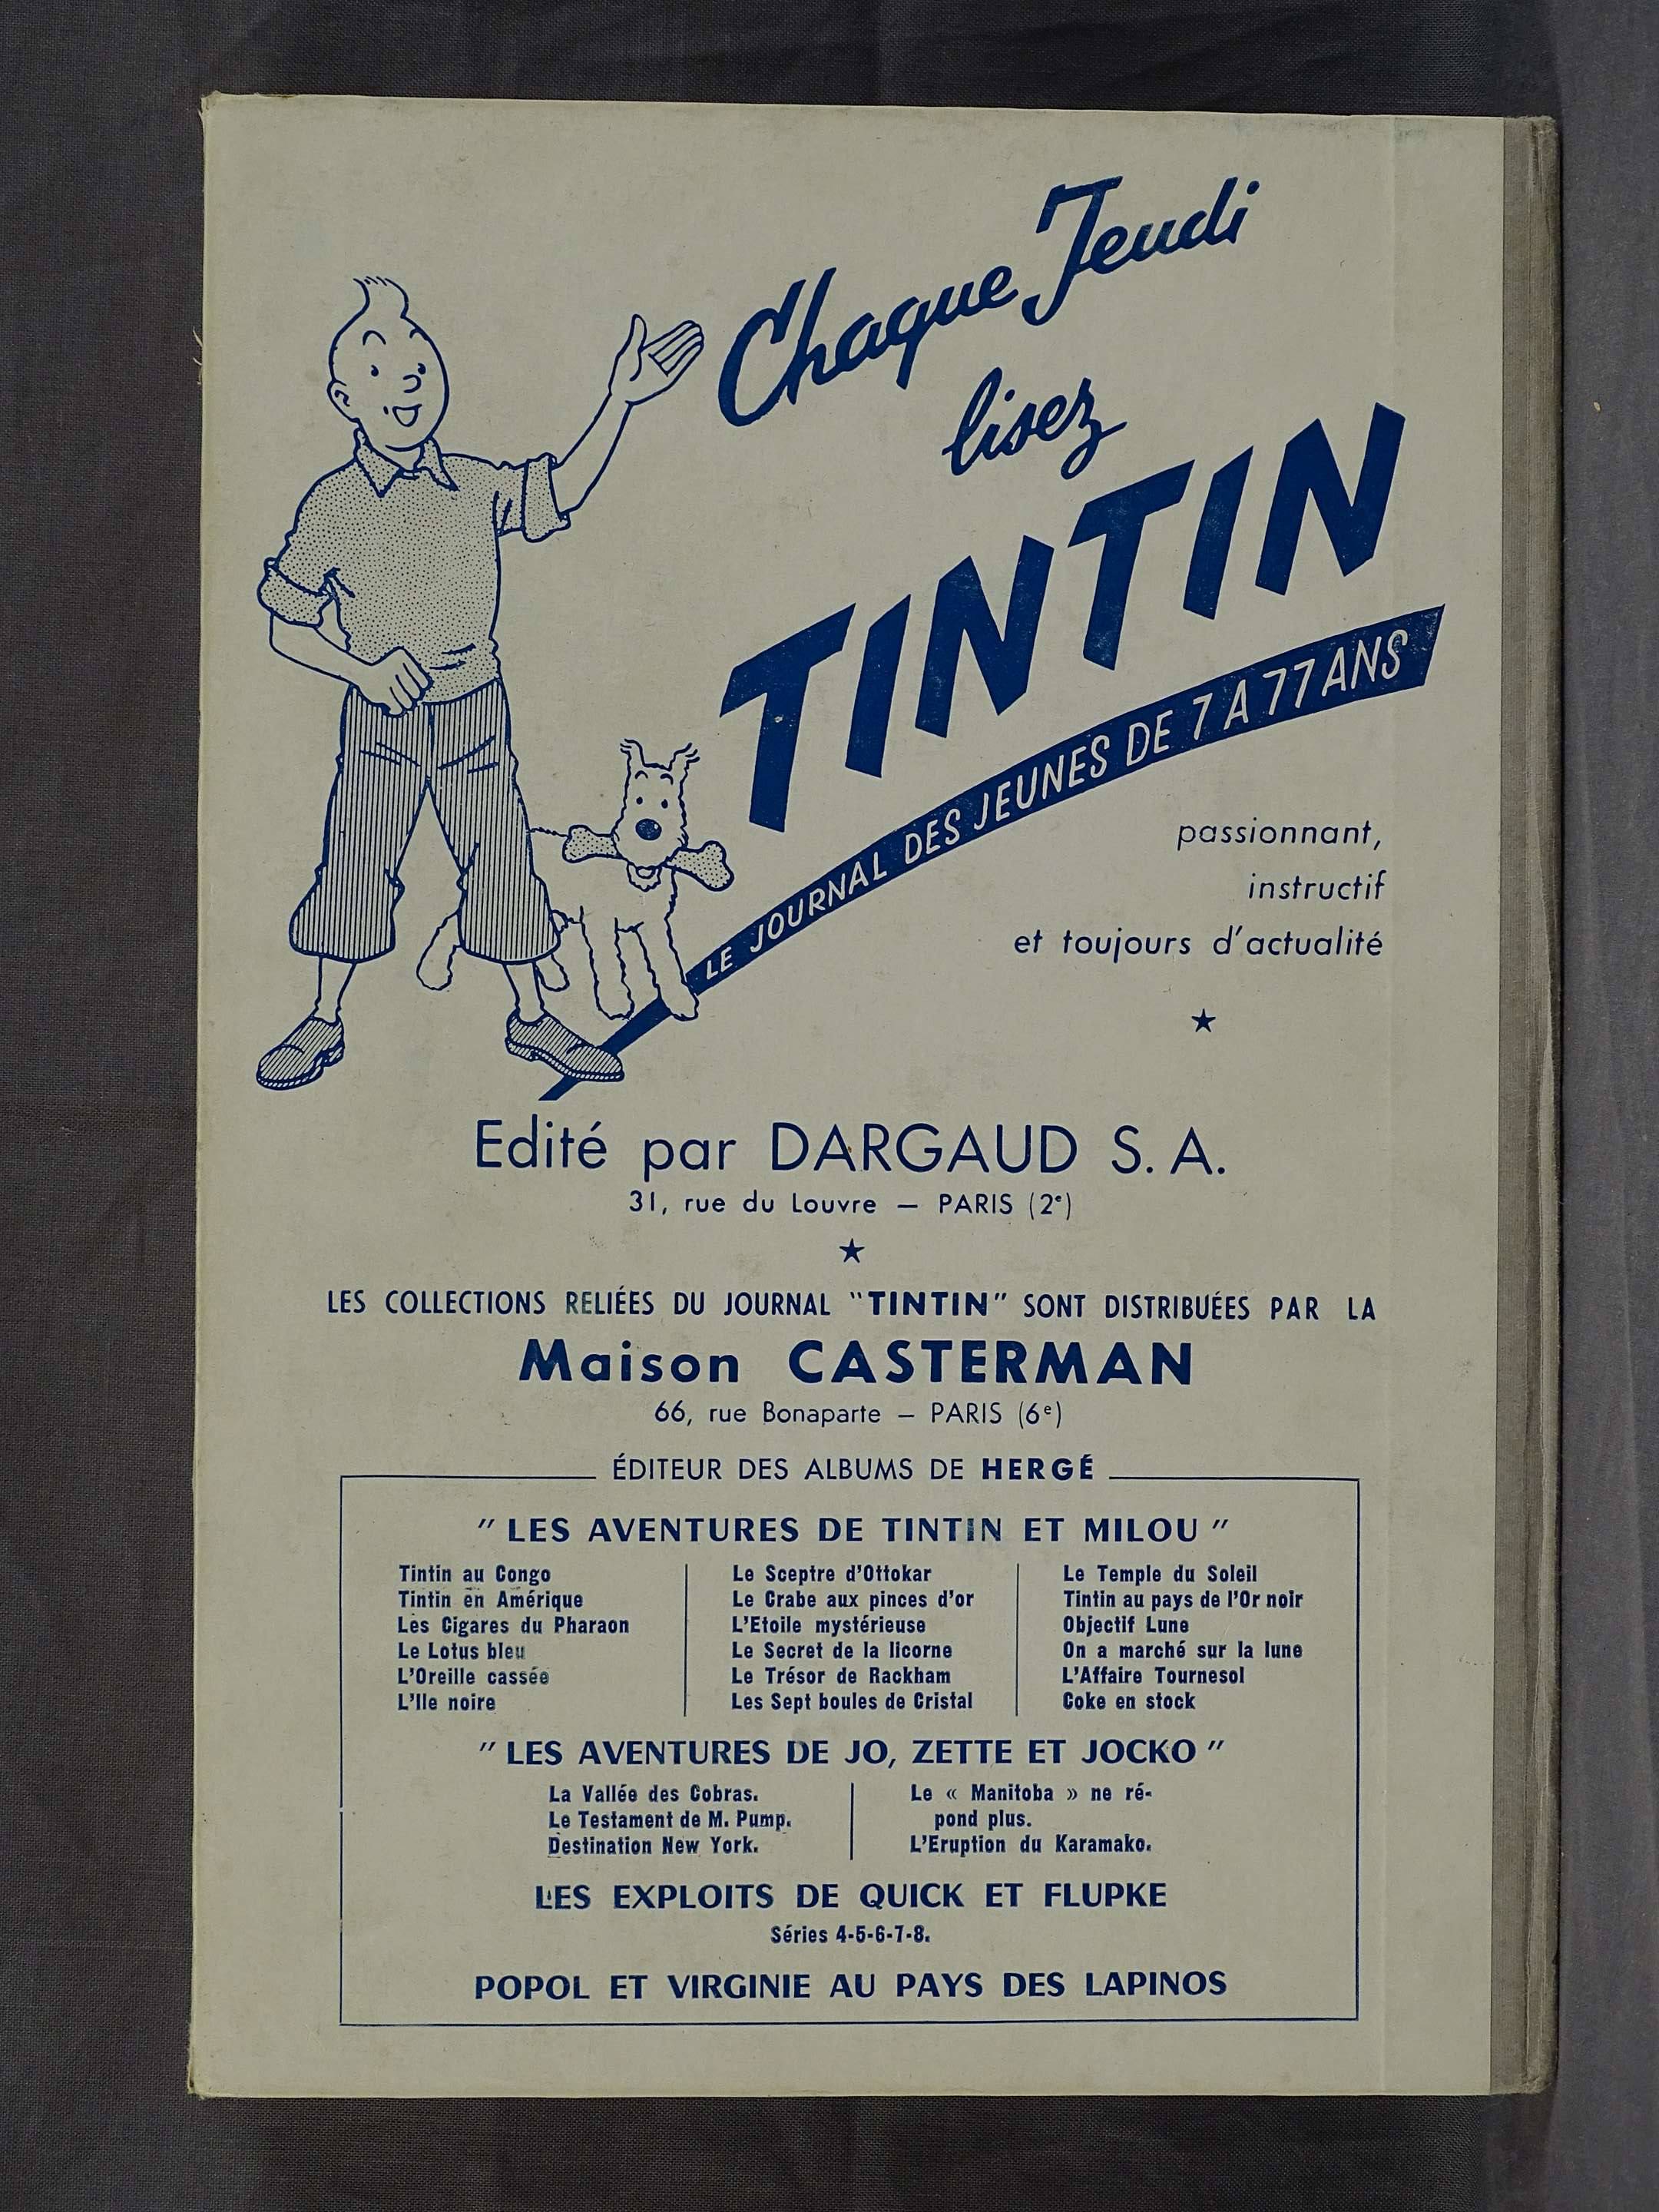 Chaque Jeudi
lisez
TINTIN
LE JOURNAL DES JEUNES DE 7 A 77 ANS
passionnant,
instructif
et toujours d'actualité
★
Edité par DARGAUD S. A.
31, rue du Louvre — PARIS (2e)
★
LES COLLECTIONS RELIÉES DU JOURNAL "TINTIN" SONT DISTRIBUÉES PAR LA
Maison CASTERMAN
66, rue Bonaparte — PARIS (6e)
ÉDITEUR DES ALBUMS DE HERGÉ
" LES AVENTURES DE TINTIN ET MILOU "
Tintin au Congo
Tintin en Amérique
Les Cigares du Pharaon
Le Lotus bleu
L'Oreille cassée
L'Ile noire
Le Sceptre d'Ottokar
Le Crabe aux pinces d'or
L'Etoile mystérieuse
Le Secret de la licorne
Le Trésor de Rackham
Les Sept boules de Cristal
Le Temple du Soleil
Tintin au pays de l'Or noir
Objectif Lune
On a marché sur la lune
L'Affaire Tournesol
Coke en stock
" LES AVENTURES DE JO, ZETTE ET JOCKO "
La Vallée des Cobras.
Le Testament de M. Pump.
Destination New York.
Le « Manitoba » ne ré-
pond plus.
L'Eruption du Karamako.
LES EXPLOITS DE QUICK ET FLUPKE
Séries 4-5-6-7-8.
POPOL ET VIRGINIE AU PAYS DES LAPINOS